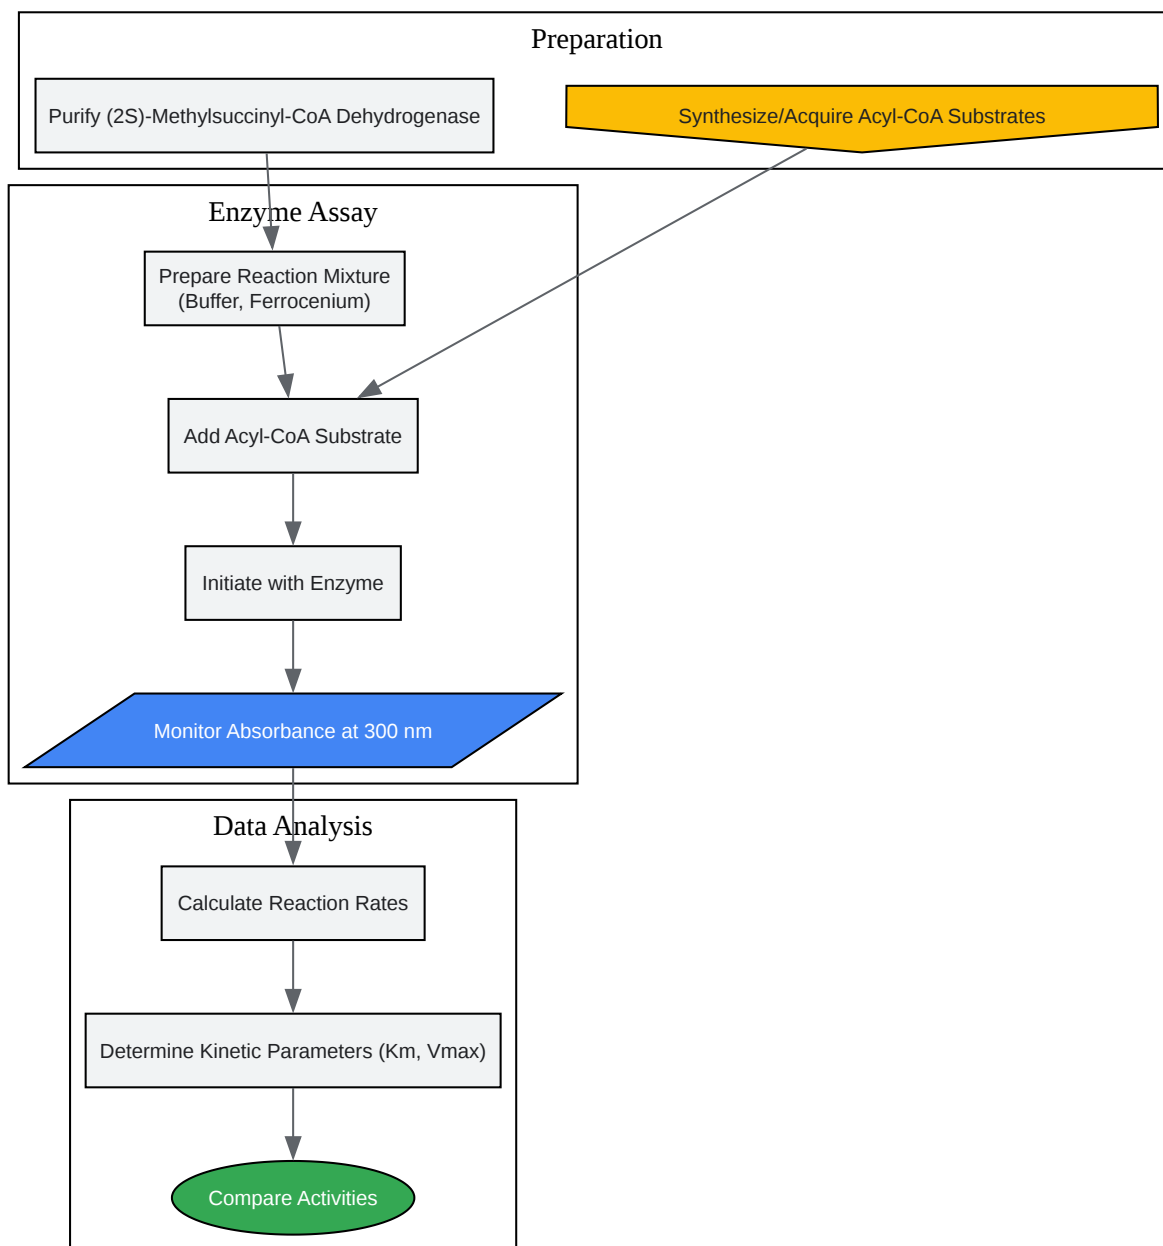 Preparation
Purify (2S)-Methylsuccinyl-CoA Dehydrogenase
Synthesize/Acquire Acyl-CoA Substrates
Enzyme Assay
Prepare Reaction Mixture
(Buffer, Ferrocenium)
Add Acyl-CoA Substrate
Initiate with Enzyme
Monitor Absorbance at 300 nm
Data Analysis
Calculate Reaction Rates
Determine Kinetic Parameters (Km, Vmax)
Compare Activities